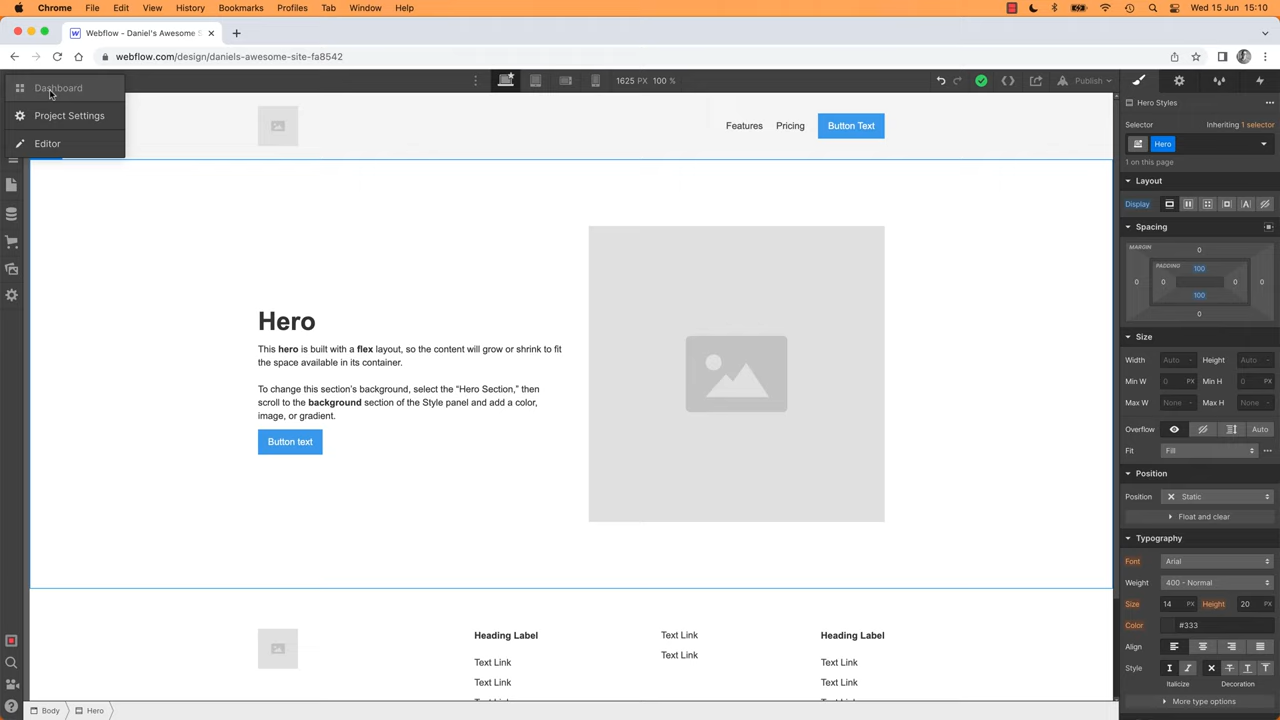 Chrome File Edit View History Bookmarks Profiles Tab Window Help
Wed 15 Jun 15:10
Webflow - Daniel's Awesome S
webflow.com/design/daniels-awesome-site-fa8542
Dashboard
Project Settings
Editor
1625 PX 100 %
Publish
Features Pricing Button Text
Hero
This hero is built with a flex layout, so the content will grow or shrink to fit
the space available in its container.
To change this section's background, select the “Hero Section,” then
scroll to the background section of the Style panel and add a color,
image, or gradient.
Button text
Heading Label
Text Link
Text Link
Text Link
Text Link
Heading Label
Text Link
Text Link
Body Hero
Hero Styles
Selector Inheriting 1 selector
Hero
1 on this page
Layout
Display
Spacing
MARGIN
0
PADDING
100
0 0 0 0
100
0
Size
Width Auto Height Auto
Min W 0 PX Min H 0 PX
Max W None Max H None
Overflow Auto
Fit Fill
Position
Position Static
Float and clear
Typography
Font Arial
Weight 400 - Normal
Size 14 PX Height 20 PX
Color #333
Align
Style
Italicize Decoration
More type options